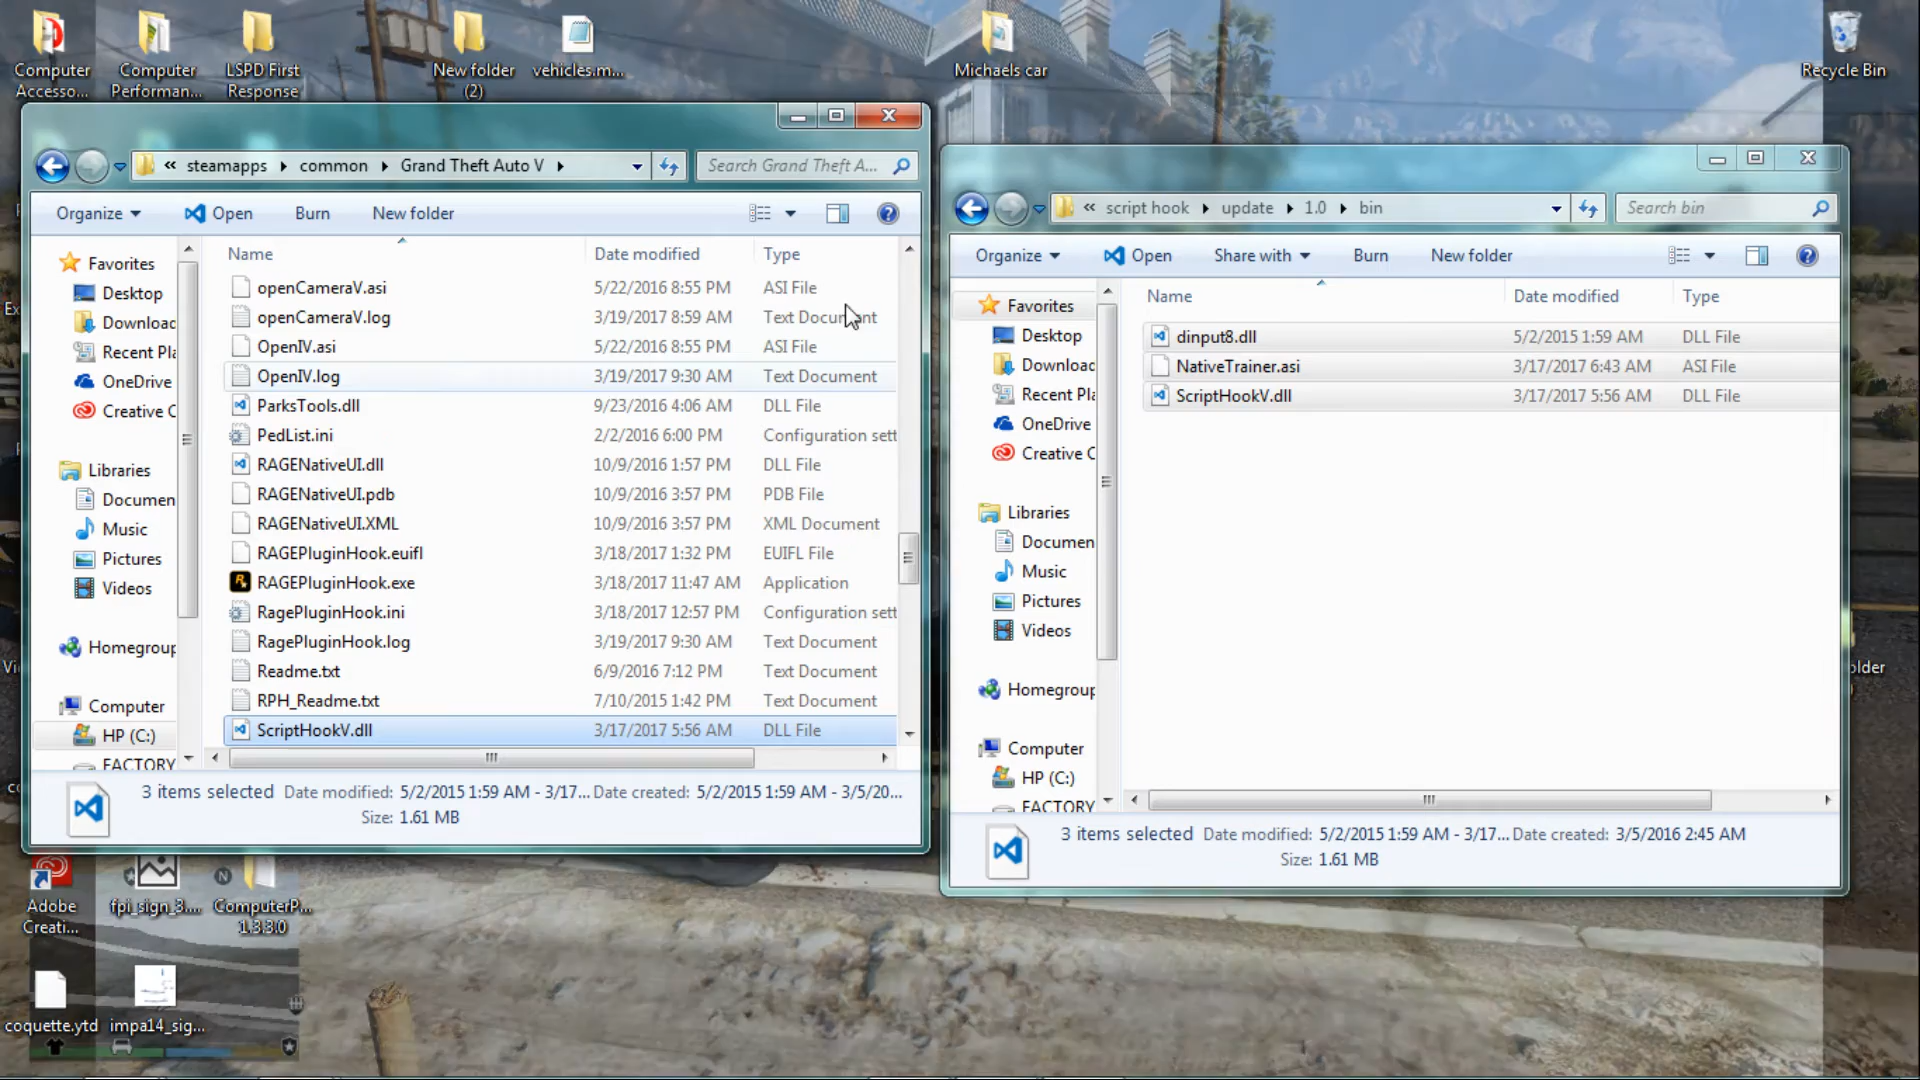 Computer
Accesso...
Computer
Performan...
LSPD First
Response
New folder
(2)
vehicles.m...
Michaels car
Recycle Bin
« steamapps ▸ common ▸ Grand Theft Auto V ▸
Search Grand Theft A...
Organize
Open
Burn
New folder
Name
Date modified
Type
Favorites
Desktop
Download
Recent Pla
OneDrive
Creative C
Libraries
Documen
Music
Pictures
Videos
Homegroup
Computer
HP (C:)
FACTORY
openCameraV.asi 5/22/2016 8:55 PM ASI File
openCameraV.log 3/19/2017 8:59 AM Text Document
OpenIV.asi 5/22/2016 8:55 PM ASI File
OpenIV.log 3/19/2017 9:30 AM Text Document
ParksTools.dll 9/23/2016 4:06 AM DLL File
PedList.ini 2/2/2016 6:00 PM Configuration sett
RAGENativeUI.dll 10/9/2016 1:57 PM DLL File
RAGENativeUI.pdb 10/9/2016 3:57 PM PDB File
RAGENativeUI.XML 10/9/2016 3:57 PM XML Document
RAGEPluginHook.euifl 3/18/2017 1:32 PM EUIFL File
RAGEPluginHook.exe 3/18/2017 11:47 AM Application
RagePluginHook.ini 3/18/2017 12:57 PM Configuration sett
RagePluginHook.log 3/19/2017 9:30 AM Text Document
Readme.txt 6/9/2016 7:12 PM Text Document
RPH_Readme.txt 7/10/2015 1:42 PM Text Document
ScriptHookV.dll 3/17/2017 5:56 AM DLL File
3 items selected Date modified: 5/2/2015 1:59 AM - 3/17... Date created: 5/2/2015 1:59 AM - 3/5/20...
Size: 1.61 MB
« script hook ▸ update ▸ 1.0 ▸ bin
Search bin
Organize
Open
Share with
Burn
New folder
Name
Date modified
Type
Favorites
Desktop
Download
Recent Pla
OneDrive
Creative C
Libraries
Documen
Music
Pictures
Videos
Homegroup
Computer
HP (C:)
FACTORY
dinput8.dll 5/2/2015 1:59 AM DLL File
NativeTrainer.asi 3/17/2017 6:43 AM ASI File
ScriptHookV.dll 3/17/2017 5:56 AM DLL File
3 items selected Date modified: 5/2/2015 1:59 AM - 3/17... Date created: 3/5/2016 2:45 AM
Size: 1.61 MB
older
Adobe
Creati...
fpi_sign_3....
ComputerP...
1.3.3.0
coquette.ytd
impa14_sig...